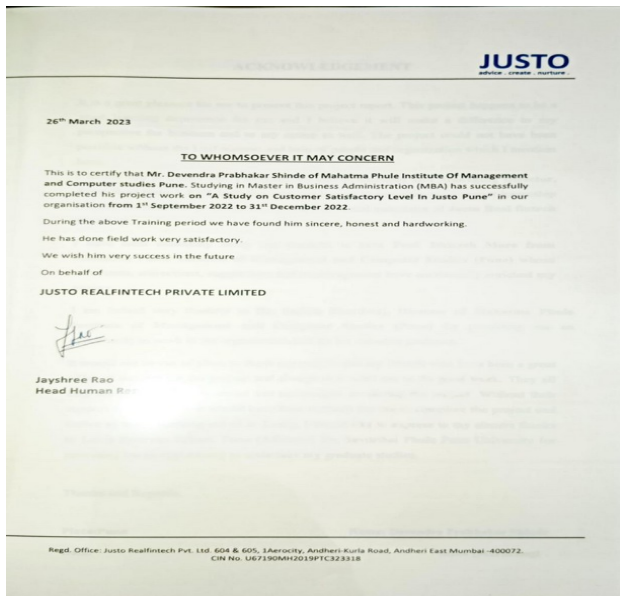 JUSTO
advice . create . nurture .
26th March 2023
TO WHOMSOEVER IT MAY CONCERN
This is to certify that Mr. Devendra Prabhakar Shinde of Mahatma Phule Institute Of Management
and Computer studies Pune. Studying in Master in Business Administration (MBA) has successfully
completed his project work on "A Study on Customer Satisfactory Level In Justo Pune" in our
organisation from 1st September 2022 to 31st December 2022.
During the above Training period we have found him sincere, honest and hardworking.
He has done field work very satisfactory.
We wish him very success in the future
On behalf of
JUSTO REALFINTECH PRIVATE LIMITED
Jayshree Rao
Head Human
Regd. Office: Justo Realfintech Pvt. Ltd. 604 & 605, 1Aerocity, Andheri-Kurla Road, Andheri East Mumbai -400072.
CIN No. U67190MH2019PTC323318